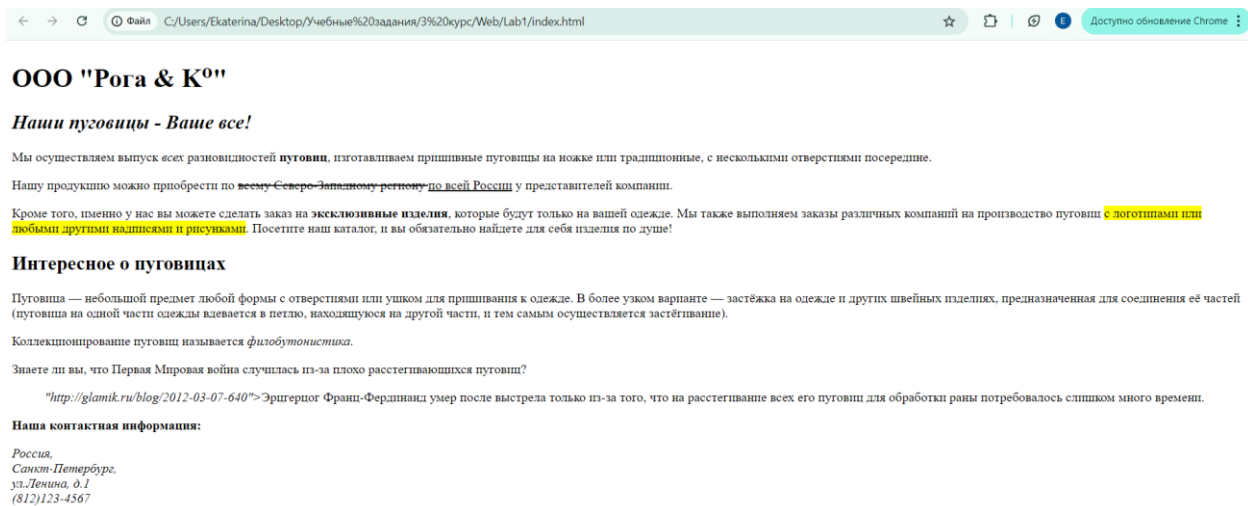 Файл C:/Users/Ekaterina/Desktop/Учебные%20задания/3%20курс/Web/Lab1/index.html E Доступно обновление Chrome
ООО "Рога & Kº"
Наши пуговицы - Ваше все!
Мы осуществляем выпуск всех разновидностей пуговиц, изготавливаем пришивные пуговицы на ножке или традиционные, с несколькими отверстиями посередине.
Нашу продукцию можно приобрести по всему Северо-Западному региону по всей России у представителей компании.
Кроме того, именно у нас вы можете сделать заказ на эксклюзивные изделия, которые будут только на вашей одежде. Мы также выполняем заказы различных компаний на производство пуговиц с логотипами или
любыми другими надписями и рисунками. Посетите наш каталог, и вы обязательно найдете для себя изделия по душе!
Интересное о пуговицах
Пуговица — небольшой предмет любой формы с отверстиями или ушком для пришивания к одежде. В более узком варианте — застёжка на одежде и других швейных изделиях, предназначенная для соединения её частей
(пуговица на одной части одежды вдевается в петлю, находящуюся на другой части, и тем самым осуществляется застёгивание).
Коллекционирование пуговиц называется филобутонистика.
Знаете ли вы, что Первая Мировая война случилась из-за плохо расстегивающихся пуговиц?
"http://glamik.ru/blog/2012-03-07-640">Эрцгерцог Франц-Фердинанд умер после выстрела только из-за того, что на расстегивание всех его пуговиц для обработки раны потребовалось слишком много времени.
Наша контактная информация:
Россия,
Санкт-Петербург,
ул.Ленина, д.1
(812)123-4567